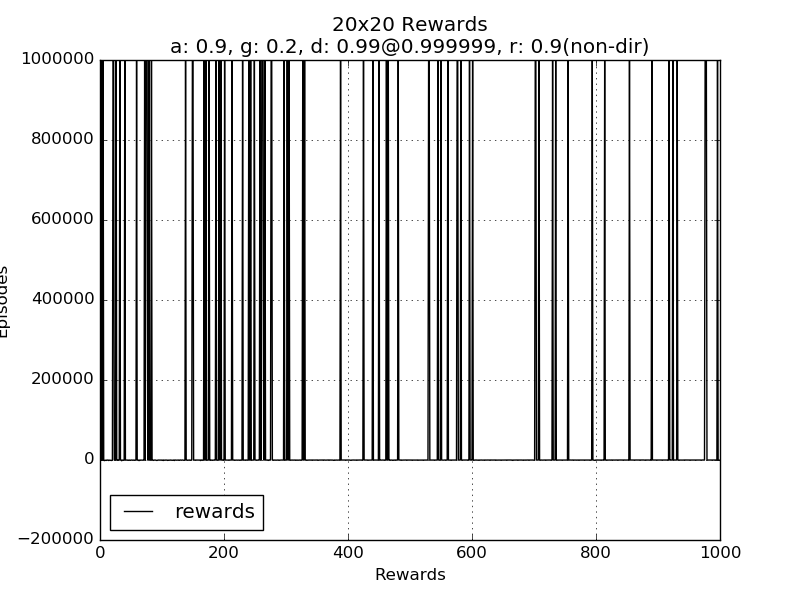 20x20 Rewards
a: 0.9, g: 0.2, d: 0.99@0.999999, r: 0.9(non-dir)
1000000
800000
600000
400000
200000
0
−200000
Episodes
rewards
0 200 400 600 800 1000
Rewards